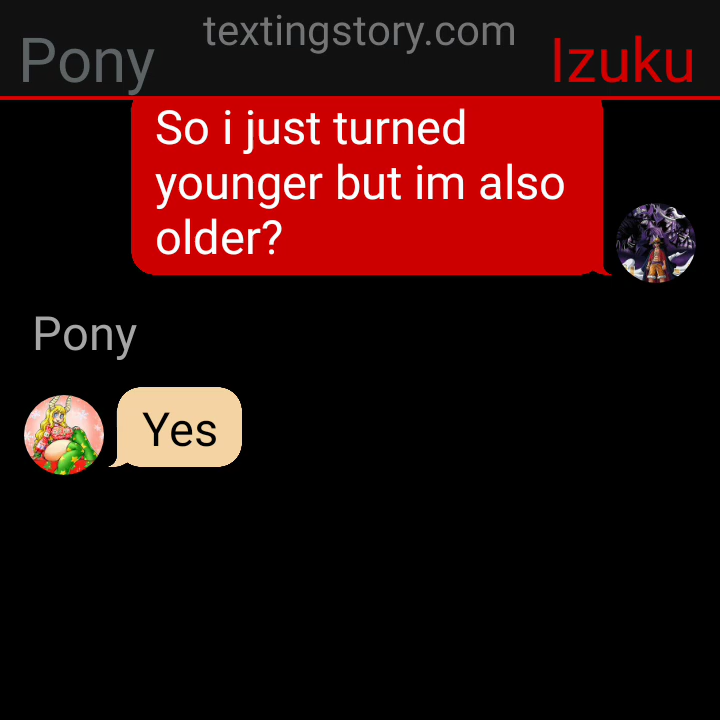 textingstory.com
Pony
Izuku
So i just turned
younger but im also
older?
Pony
Yes